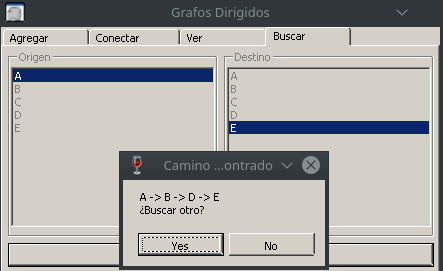 Grafos Dirigidos
Agregar Conectar Ver Buscar
Origen Destino
A
B
C
D
E
A
B
C
D
E
Camino ...ontrado
A -> B -> D -> E
¿Buscar otro?
Yes No